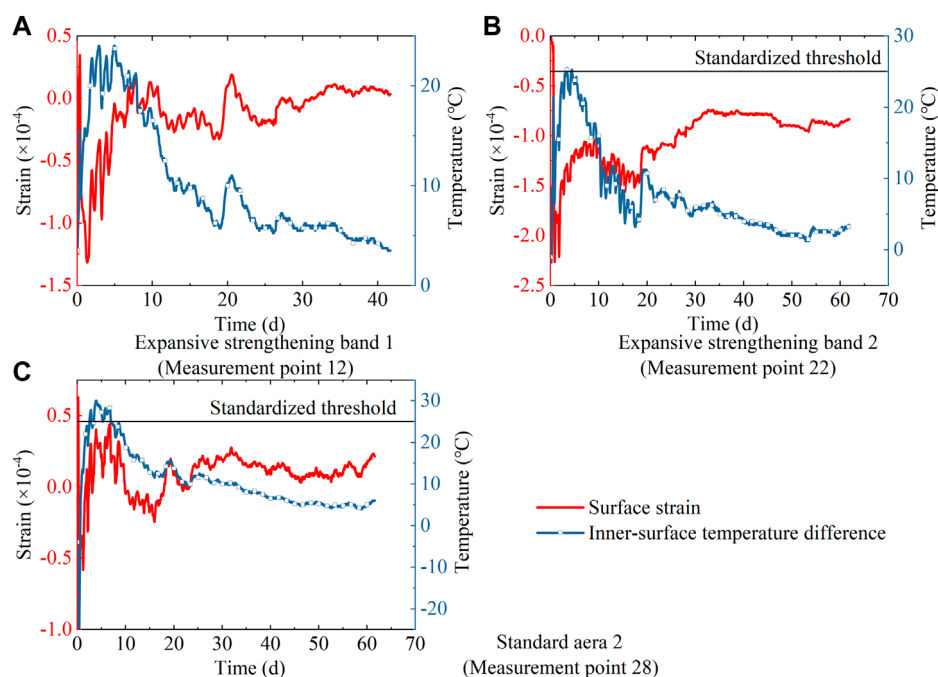 A
0.5
0.0
-0.5
-1.0
-1.5
Strain (×10-4)
20
10
0
Temperature (℃)
0
10
20
30
40
Time (d)
Expansive strengthening band 1
(Measurement point 12)
B
0.0
-0.5
-1.0
-1.5
-2.0
-2.5
Strain (×10-4)
Standardized threshold
30
20
10
0
Temperature (℃)
0
10
20
30
40
50
60
70
Time (d)
Expansive strengthening band 2
(Measurement point 22)
C
0.5
0.0
-0.5
-1.0
Strain (×10-4)
Standardized threshold
30
20
10
0
-10
-20
Temperature (℃)
0
10
20
30
40
50
60
70
Time (d)
Surface strain
Inner-surface temperature difference
Standard aera 2
(Measurement point 28)